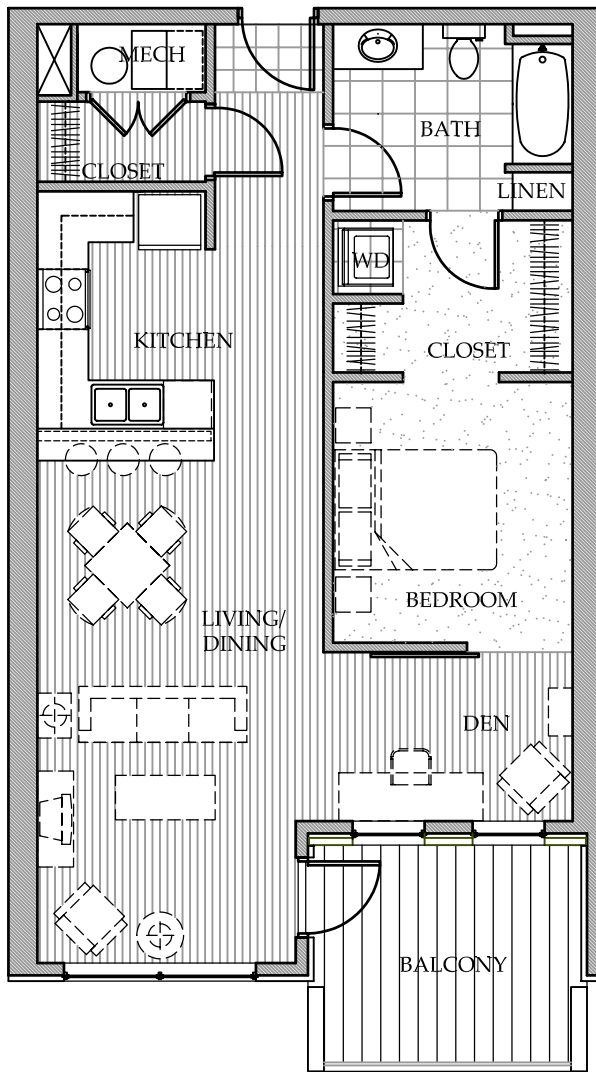 MECH
BATH
CLOSET
LINEN
WD
KITCHEN
CLOSET
BEDROOM
LIVING/
DINING
DEN
BALCONY